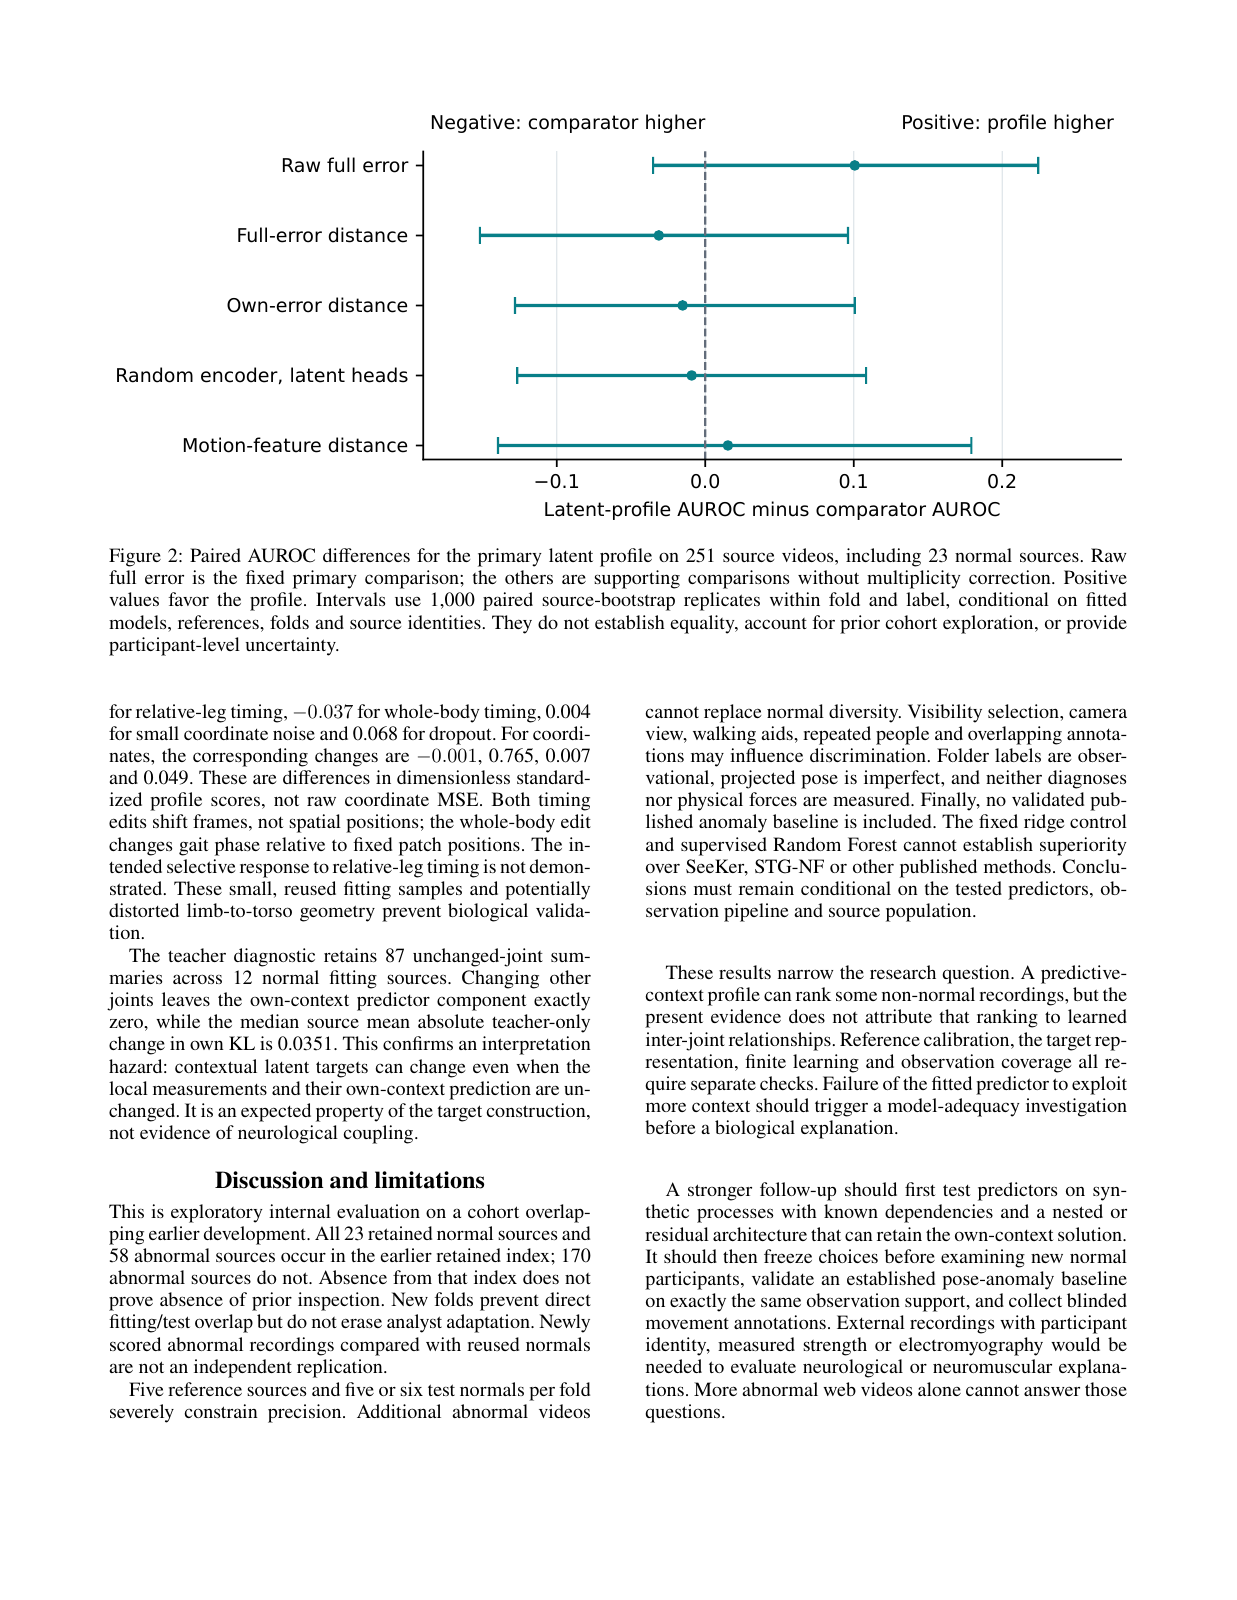 Negative: comparator higher
Positive: profile higher
Raw full error
Full-error distance
Own-error distance
Random encoder, latent heads
Motion-feature distance
−0.1
0.0
0.1
0.2
Latent-profile AUROC minus comparator AUROC
Figure 2: Paired AUROC differences for the primary latent profile on 251 source videos, including 23 normal sources. Raw
full error is the fixed primary comparison; the others are supporting comparisons without multiplicity correction. Positive
values favor the profile. Intervals use 1,000 paired source-bootstrap replicates within fold and label, conditional on fitted
models, references, folds and source identities. They do not establish equality, account for prior cohort exploration, or provide
participant-level uncertainty.
for relative-leg timing, −0.037 for whole-body timing, 0.004
for small coordinate noise and 0.068 for dropout. For coordi-
nates, the corresponding changes are −0.001, 0.765, 0.007
and 0.049. These are differences in dimensionless standard-
ized profile scores, not raw coordinate MSE. Both timing
edits shift frames, not spatial positions; the whole-body edit
changes gait phase relative to fixed patch positions. The in-
tended selective response to relative-leg timing is not demon-
strated. These small, reused fitting samples and potentially
distorted limb-to-torso geometry prevent biological valida-
tion.
The teacher diagnostic retains 87 unchanged-joint sum-
maries across 12 normal fitting sources. Changing other
joints leaves the own-context predictor component exactly
zero, while the median source mean absolute teacher-only
change in own KL is 0.0351. This confirms an interpretation
hazard: contextual latent targets can change even when the
local measurements and their own-context prediction are un-
changed. It is an expected property of the target construction,
not evidence of neurological coupling.
Discussion and limitations
This is exploratory internal evaluation on a cohort overlap-
ping earlier development. All 23 retained normal sources and
58 abnormal sources occur in the earlier retained index; 170
abnormal sources do not. Absence from that index does not
prove absence of prior inspection. New folds prevent direct
fitting/test overlap but do not erase analyst adaptation. Newly
scored abnormal recordings compared with reused normals
are not an independent replication.
Five reference sources and five or six test normals per fold
severely constrain precision. Additional abnormal videos
cannot replace normal diversity. Visibility selection, camera
view, walking aids, repeated people and overlapping annota-
tions may influence discrimination. Folder labels are obser-
vational, projected pose is imperfect, and neither diagnoses
nor physical forces are measured. Finally, no validated pub-
lished anomaly baseline is included. The fixed ridge control
and supervised Random Forest cannot establish superiority
over SeeKer, STG-NF or other published methods. Conclu-
sions must remain conditional on the tested predictors, ob-
servation pipeline and source population.
These results narrow the research question. A predictive-
context profile can rank some non-normal recordings, but the
present evidence does not attribute that ranking to learned
inter-joint relationships. Reference calibration, the target rep-
resentation, finite learning and observation coverage all re-
quire separate checks. Failure of the fitted predictor to exploit
more context should trigger a model-adequacy investigation
before a biological explanation.
A stronger follow-up should first test predictors on syn-
thetic processes with known dependencies and a nested or
residual architecture that can retain the own-context solution.
It should then freeze choices before examining new normal
participants, validate an established pose-anomaly baseline
on exactly the same observation support, and collect blinded
movement annotations. External recordings with participant
identity, measured strength or electromyography would be
needed to evaluate neurological or neuromuscular explana-
tions. More abnormal web videos alone cannot answer those
questions.